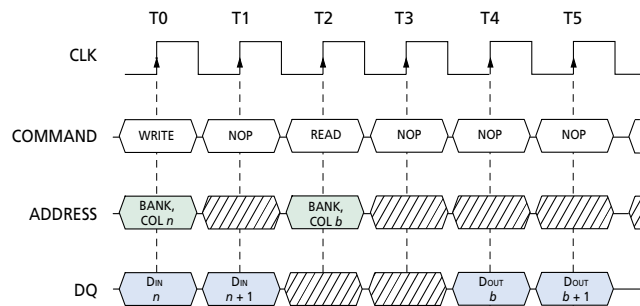 T0 T1 T2 T3 T4 T5
CLK
COMMAND WRITE NOP READ NOP NOP NOP
ADDRESS BANK, COL n BANK, COL b
DQ DIN n DIN n + 1 DOUT b DOUT b + 1